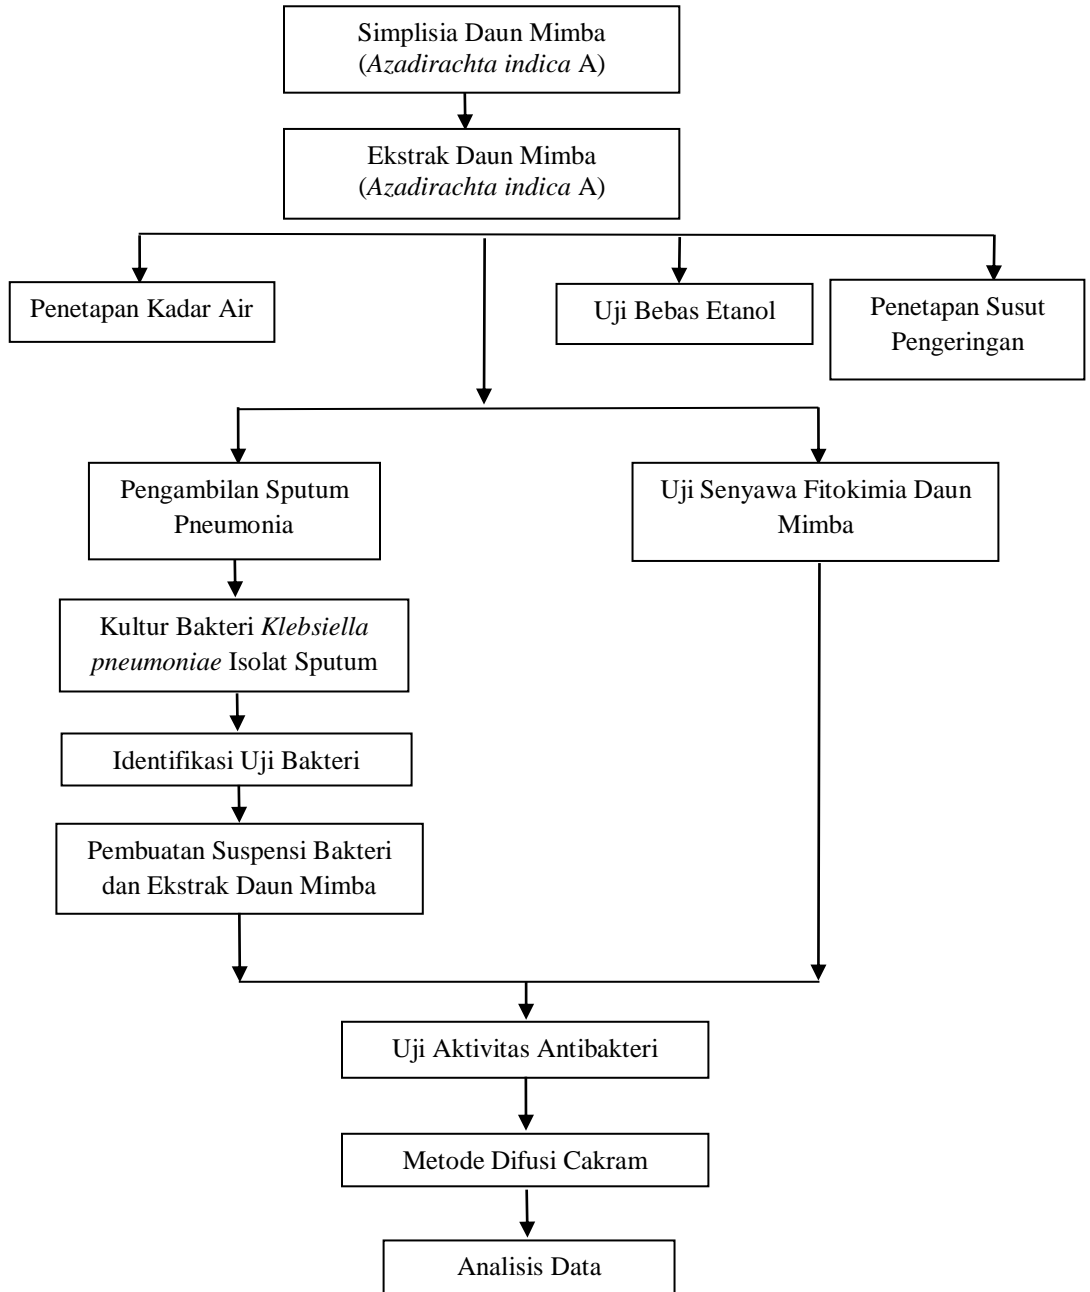 Simplisia Daun Mimba
(Azadirachta indica A)
Ekstrak Daun Mimba
(Azadirachta indica A)
Penetapan Kadar Air
Uji Bebas Etanol
Penetapan Susut
Pengeringan
Pengambilan Sputum
Pneumonia
Uji Senyawa Fitokimia Daun
Mimba
Kultur Bakteri Klebsiella
pneumoniae Isolat Sputum
Identifikasi Uji Bakteri
Pembuatan Suspensi Bakteri
dan Ekstrak Daun Mimba
Uji Aktivitas Antibakteri
Metode Difusi Cakram
Analisis Data